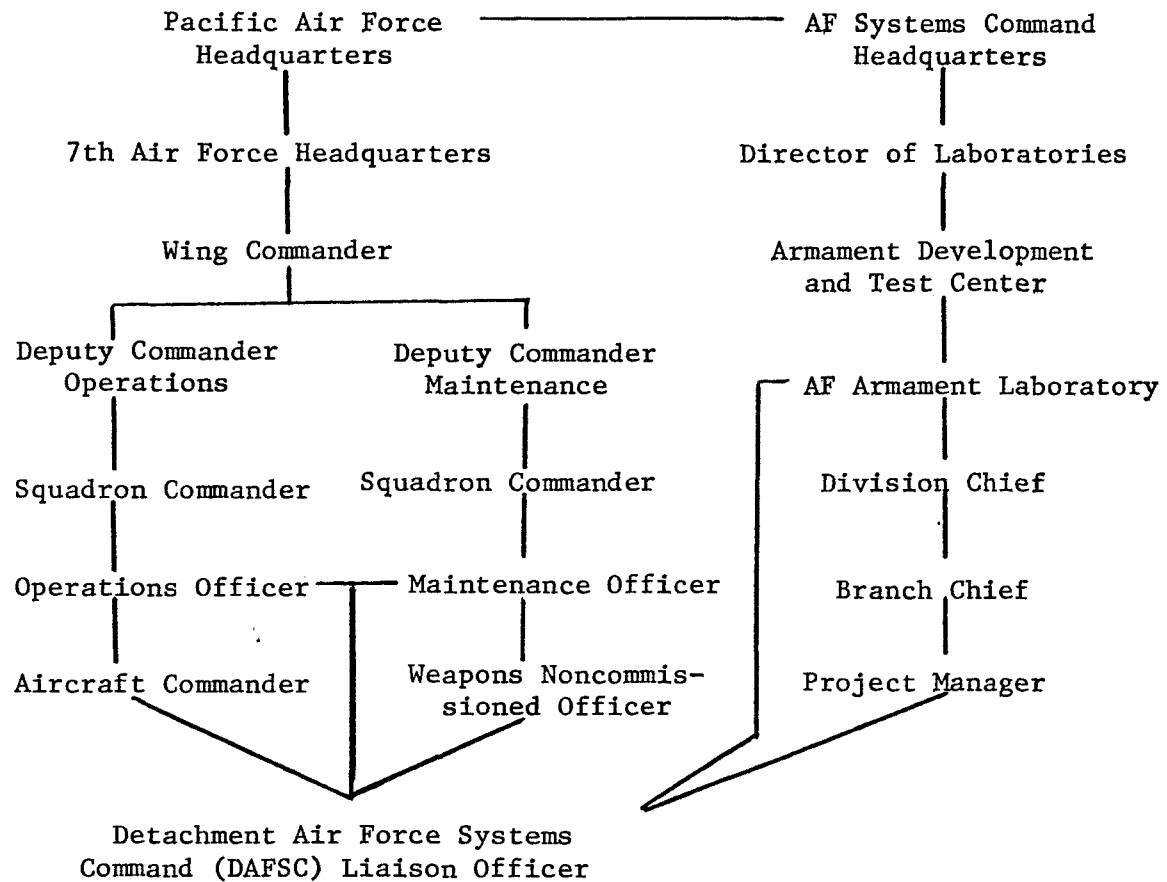 Pacific Air Force
Headquarters
AF Systems Command
Headquarters
7th Air Force Headquarters
Director of Laboratories
Wing Commander
Armament Development
and Test Center
Deputy Commander
Operations
Deputy Commander
Maintenance
AF Armament Laboratory
Squadron Commander
Squadron Commander
Division Chief
Operations Officer
Maintenance Officer
Branch Chief
Aircraft Commander
Weapons Noncommis-
sioned Officer
Project Manager
Detachment Air Force Systems
Command (DAFSC) Liaison Officer